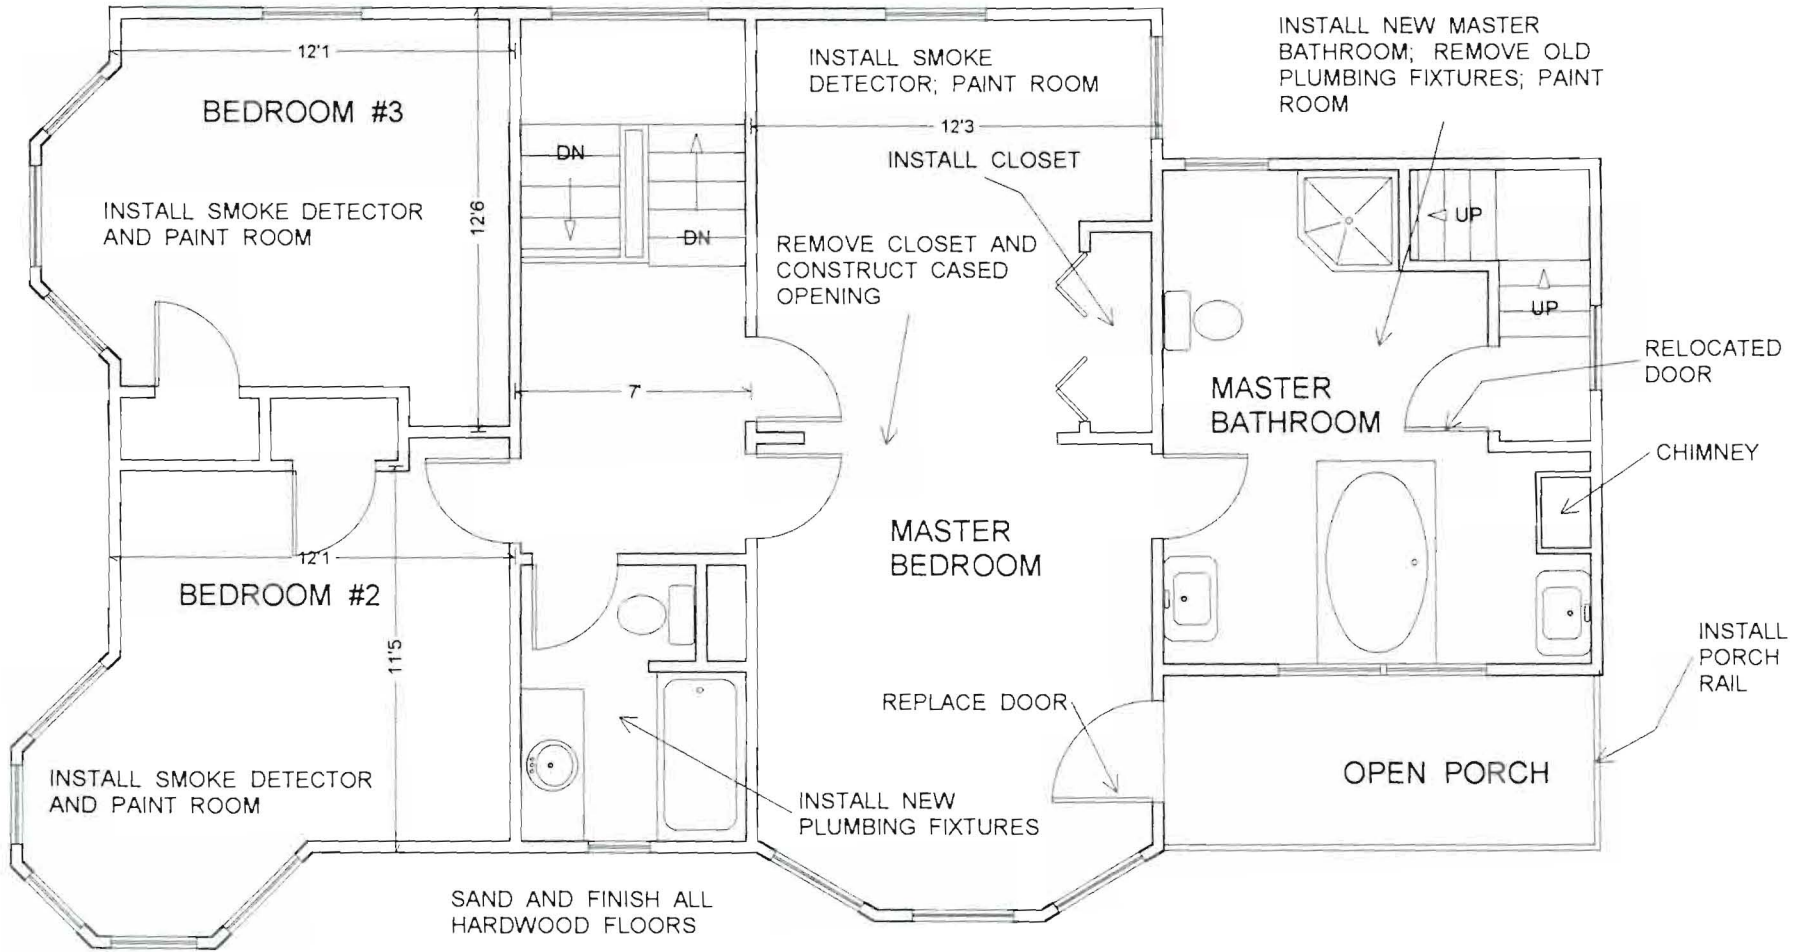 12'1
BEDROOM #3
INSTALL SMOKE DETECTOR
AND PAINT ROOM
12'6
DN
DN
INSTALL SMOKE
DETECTOR; PAINT ROOM
12'3
INSTALL CLOSET
REMOVE CLOSET AND
CONSTRUCT CASED
OPENING
INSTALL NEW MASTER
BATHROOM; REMOVE OLD
PLUMBING FIXTURES; PAINT
ROOM
UP
UP
RELOCATED
DOOR
7'
MASTER
BATHROOM
CHIMNEY
MASTER
BEDROOM
12'1
BEDROOM #2
11'5
INSTALL SMOKE DETECTOR
AND PAINT ROOM
INSTALL NEW
PLUMBING FIXTURES
REPLACE DOOR
OPEN PORCH
INSTALL
PORCH
RAIL
SAND AND FINISH ALL
HARDWOOD FLOORS